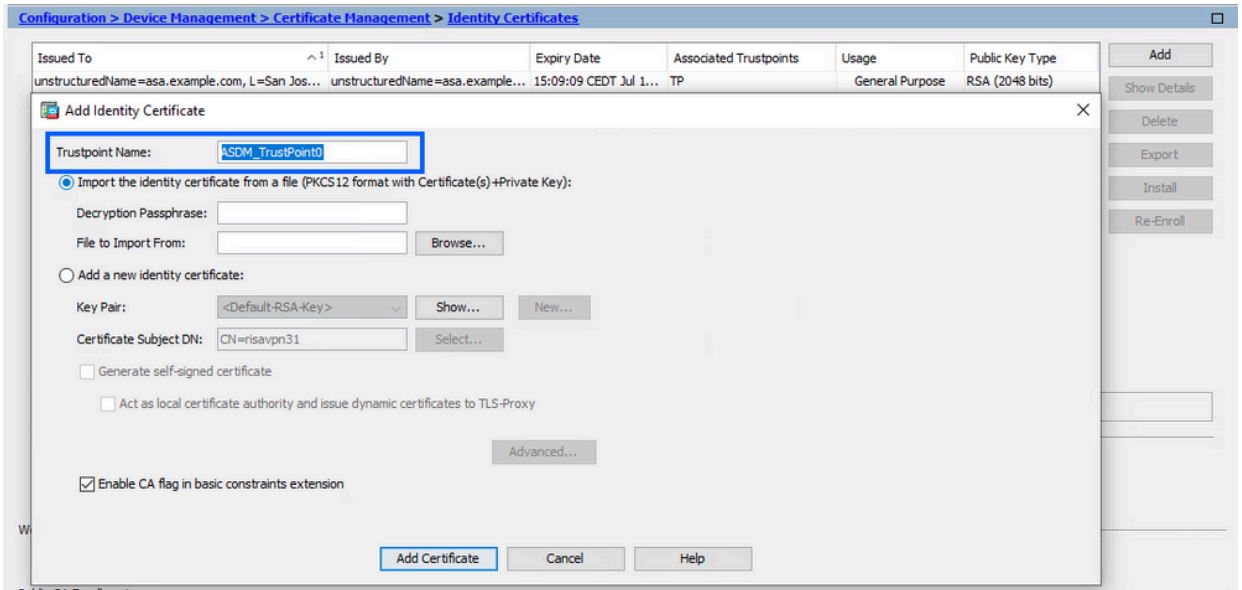 Configuration > Device Management > Certificate Management > Identity Certificates
Issued To 1 Issued By Expiry Date Associated Trustpoints Usage Public Key Type
unstructuredName=asa.example.com, L=San Jos... unstructuredName=asa.example... 15:09:09 CEDT Jul 1... TP General Purpose RSA (2048 bits)
Add
Show Details
Delete
Export
Install
Re-Enroll
Add Identity Certificate
Trustpoint Name: ASDM_TrustPoint0
Import the identity certificate from a file (PKCS12 format with Certificate(s)+Private Key):
Decryption Passphrase:
File to Import From: Browse...
Add a new identity certificate:
Key Pair: <Default-RSA-Key> Show... New...
Certificate Subject DN: CN=risavpn31 Select...
Generate self-signed certificate
Act as local certificate authority and issue dynamic certificates to TLS-Proxy
Advanced...
Enable CA flag in basic constraints extension
Add Certificate Cancel Help